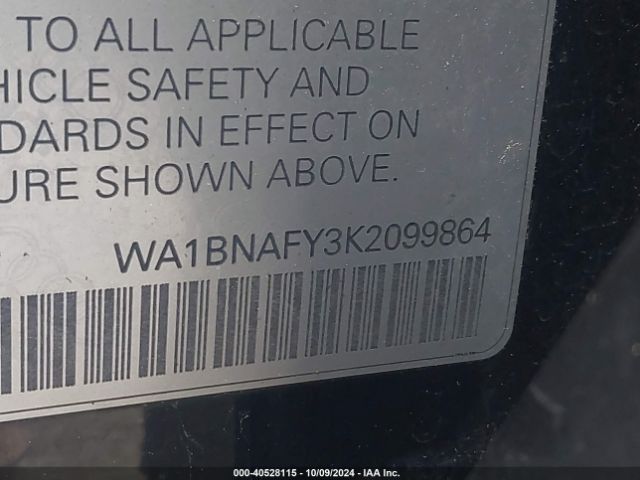 TO ALL APPLICABLE
HICLE SAFETY AND
DARDS IN EFFECT ON
URE SHOWN ABOVE.
WA1BNAFY3K2099864
000-40528115 - 10/09/2024 - IAA Inc.